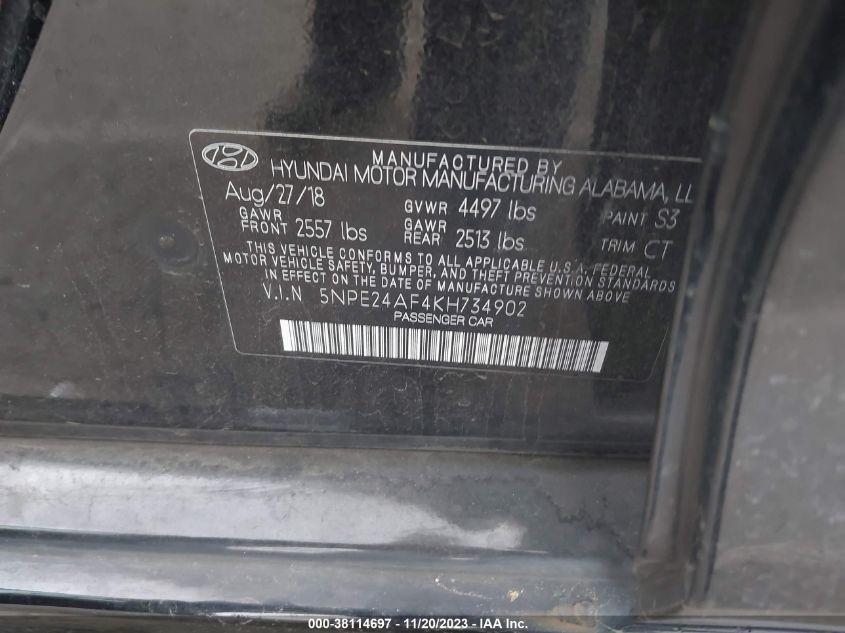 MANUFACTURED BY
HYUNDAI MOTOR MANUFACTURING ALABAMA, LL
Aug/27/18 GVWR 4497 lbs PAINT S3
GAWR FRONT 2557 lbs GAWR REAR 2513 lbs TRIM CT
THIS VEHICLE CONFORMS TO ALL APPLICABLE U.S.A. FEDERAL
MOTOR VEHICLE SAFETY, BUMPER, AND THEFT PREVENTION STANDARDS
IN EFFECT ON THE DATE OF MANUFACTURE SHOWN ABOVE.
V.I.N 5NPE24AF4KH734902
PASSENGER CAR
000-38114697 - 11/20/2023 - IAA Inc.